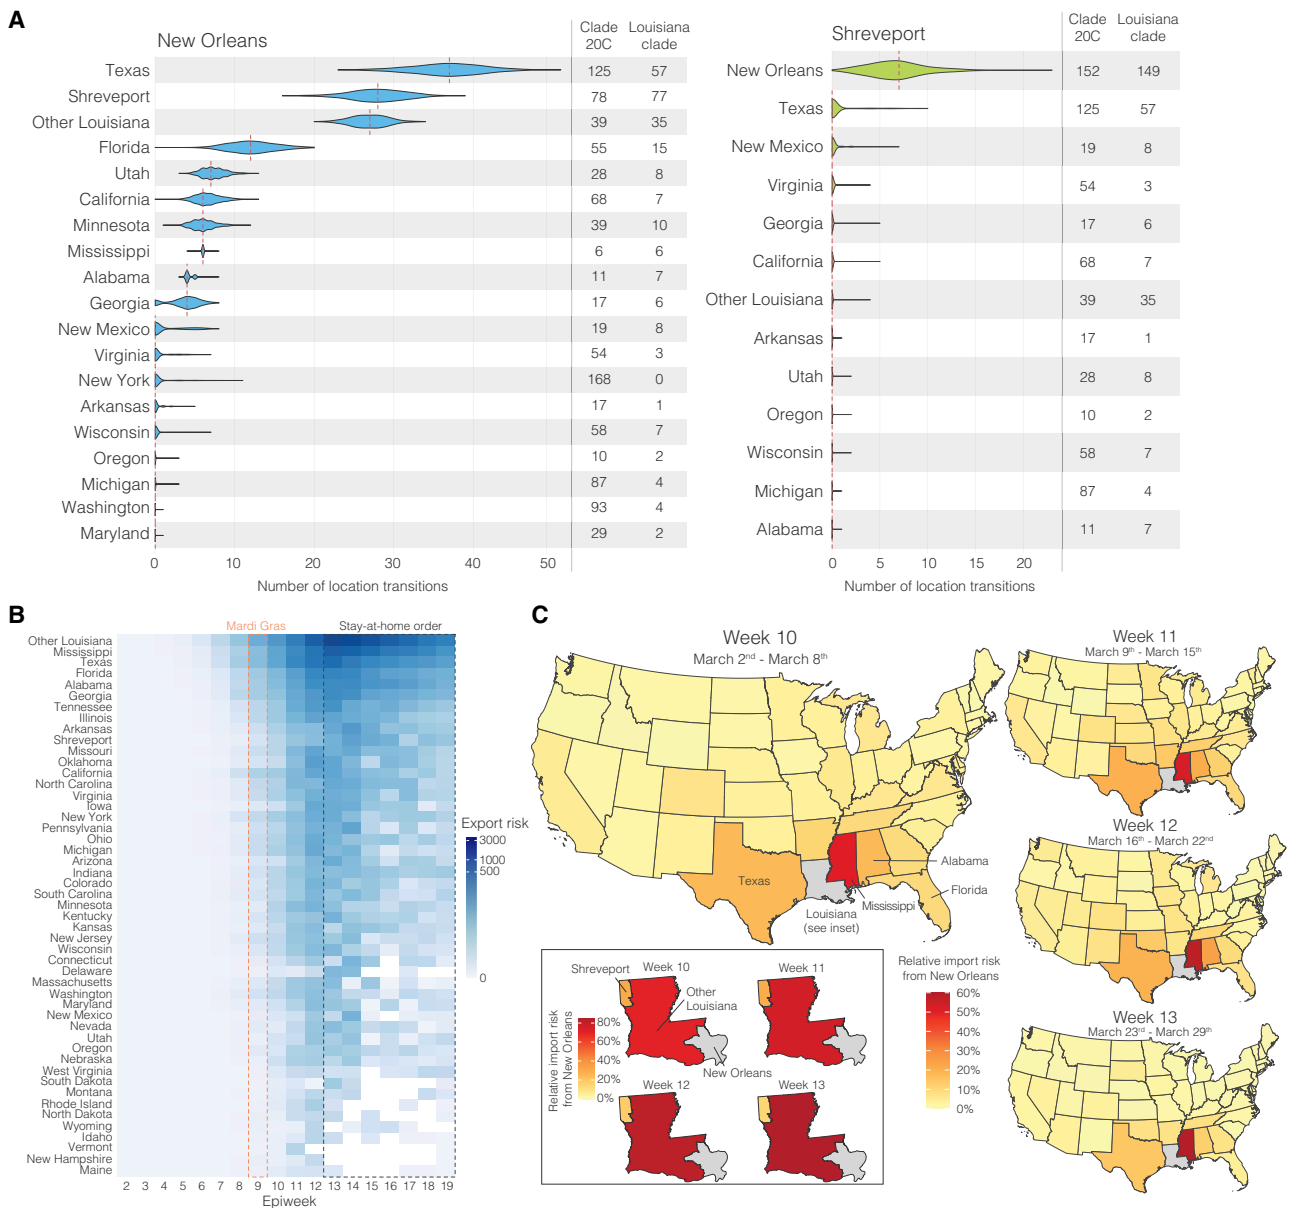 A
New Orleans
Clade 20C
Louisiana clade
Texas 125 57
Shreveport 78 77
Other Louisiana 39 35
Florida 55 15
Utah 28 8
California 68 7
Minnesota 39 10
Mississippi 6 6
Alabama 11 7
Georgia 17 6
New Mexico 19 8
Virginia 54 3
New York 168 0
Arkansas 17 1
Wisconsin 58 7
Oregon 10 2
Michigan 87 4
Washington 93 4
Maryland 29 2
0 10 20 30 40 50
Number of location transitions
Shreveport
Clade 20C
Louisiana clade
New Orleans 152 149
Texas 125 57
New Mexico 19 8
Virginia 54 3
Georgia 17 6
California 68 7
Other Louisiana 39 35
Arkansas 17 1
Utah 28 8
Oregon 10 2
Wisconsin 58 7
Michigan 87 4
Alabama 11 7
0 5 10 15 20
Number of location transitions
B
Mardi Gras
Stay-at-home order
Other Louisiana
Mississippi
Texas
Florida
Alabama
Georgia
Tennessee
Illinois
Arkansas
Shreveport
Missouri
Oklahoma
California
North Carolina
Virginia
Iowa
New York
Pennsylvania
Ohio
Michigan
Arizona
Indiana
Colorado
South Carolina
Minnesota
Kentucky
Kansas
New Jersey
Wisconsin
Connecticut
Delaware
Massachusetts
Washington
Maryland
New Mexico
Nevada
Utah
Oregon
Nebraska
West Virginia
South Dakota
Montana
Rhode Island
North Dakota
Wyoming
Idaho
Vermont
New Hampshire
Maine
2 3 4 5 6 7 8 9 10 11 12 13 14 15 16 17 18 19
Epiweek
Export risk
3000
1000
500
0
C
Week 10
March 2nd - March 8th
Texas
Louisiana
(see inset)
Mississippi
Alabama
Florida
Week 11
March 9th - March 15th
Week 12
March 16th - March 22nd
Week 13
March 23rd - March 29th
Relative import risk
from New Orleans
60%
50%
40%
30%
20%
10%
0%
Shreveport
Week 10
Other
Louisiana
New Orleans
Week 11
Week 12
Week 13
Relative import risk
from New Orleans
80%
60%
40%
20%
0%